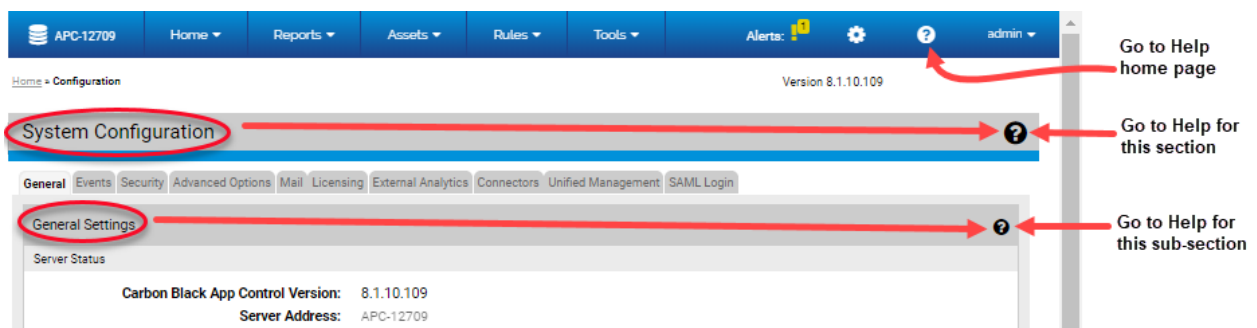 APC-12709 Home Reports Assets Rules Tools Alerts: 1 ? admin
Go to Help
home page
Home » Configuration Version 8.1.10.109
System Configuration ?
Go to Help for
this section
General Events Security Advanced Options Mail Licensing External Analytics Connectors Unified Management SAML Login
General Settings ?
Go to Help for
this sub-section
Server Status
Carbon Black App Control Version: 8.1.10.109
Server Address: APC-12709